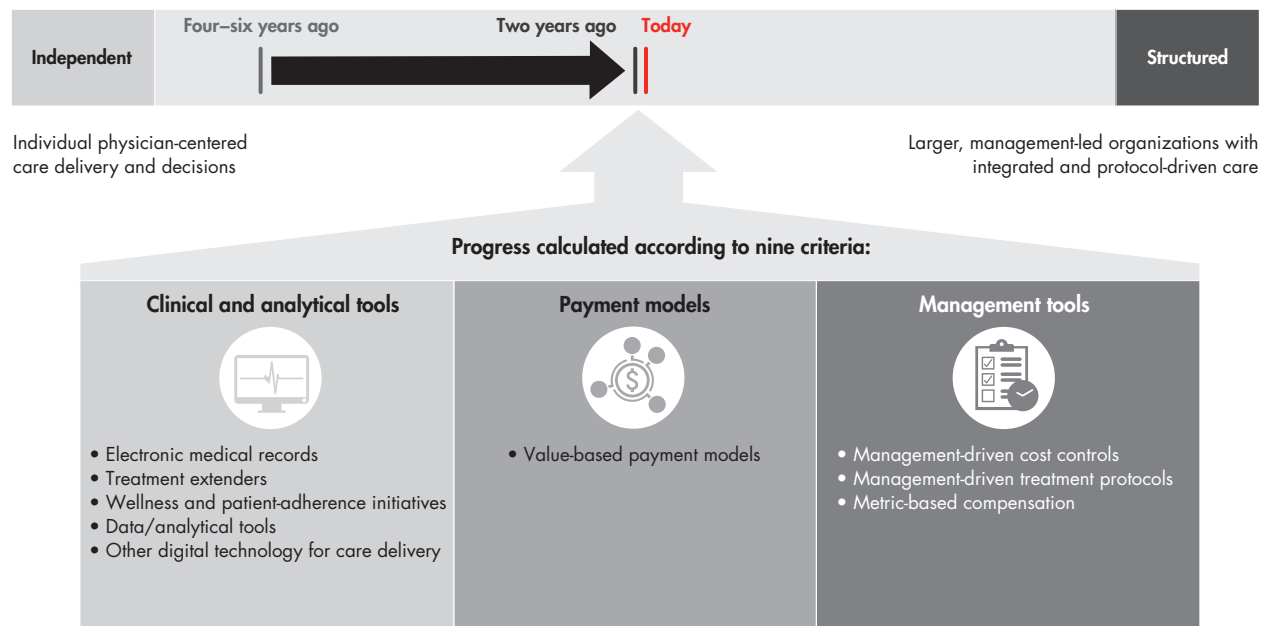 Four–six years ago
Two years ago
Today
Independent
Structured
Individual physician-centered
care delivery and decisions
Larger, management-led organizations with
integrated and protocol-driven care
Progress calculated according to nine criteria:
Clinical and analytical tools
$
• Electronic medical records
• Treatment extenders
• Wellness and patient-adherence initiatives
• Data/analytical tools
• Other digital technology for care delivery
Payment models
• Value-based payment models
Management tools
• Management-driven cost controls
• Management-driven treatment protocols
• Metric-based compensation